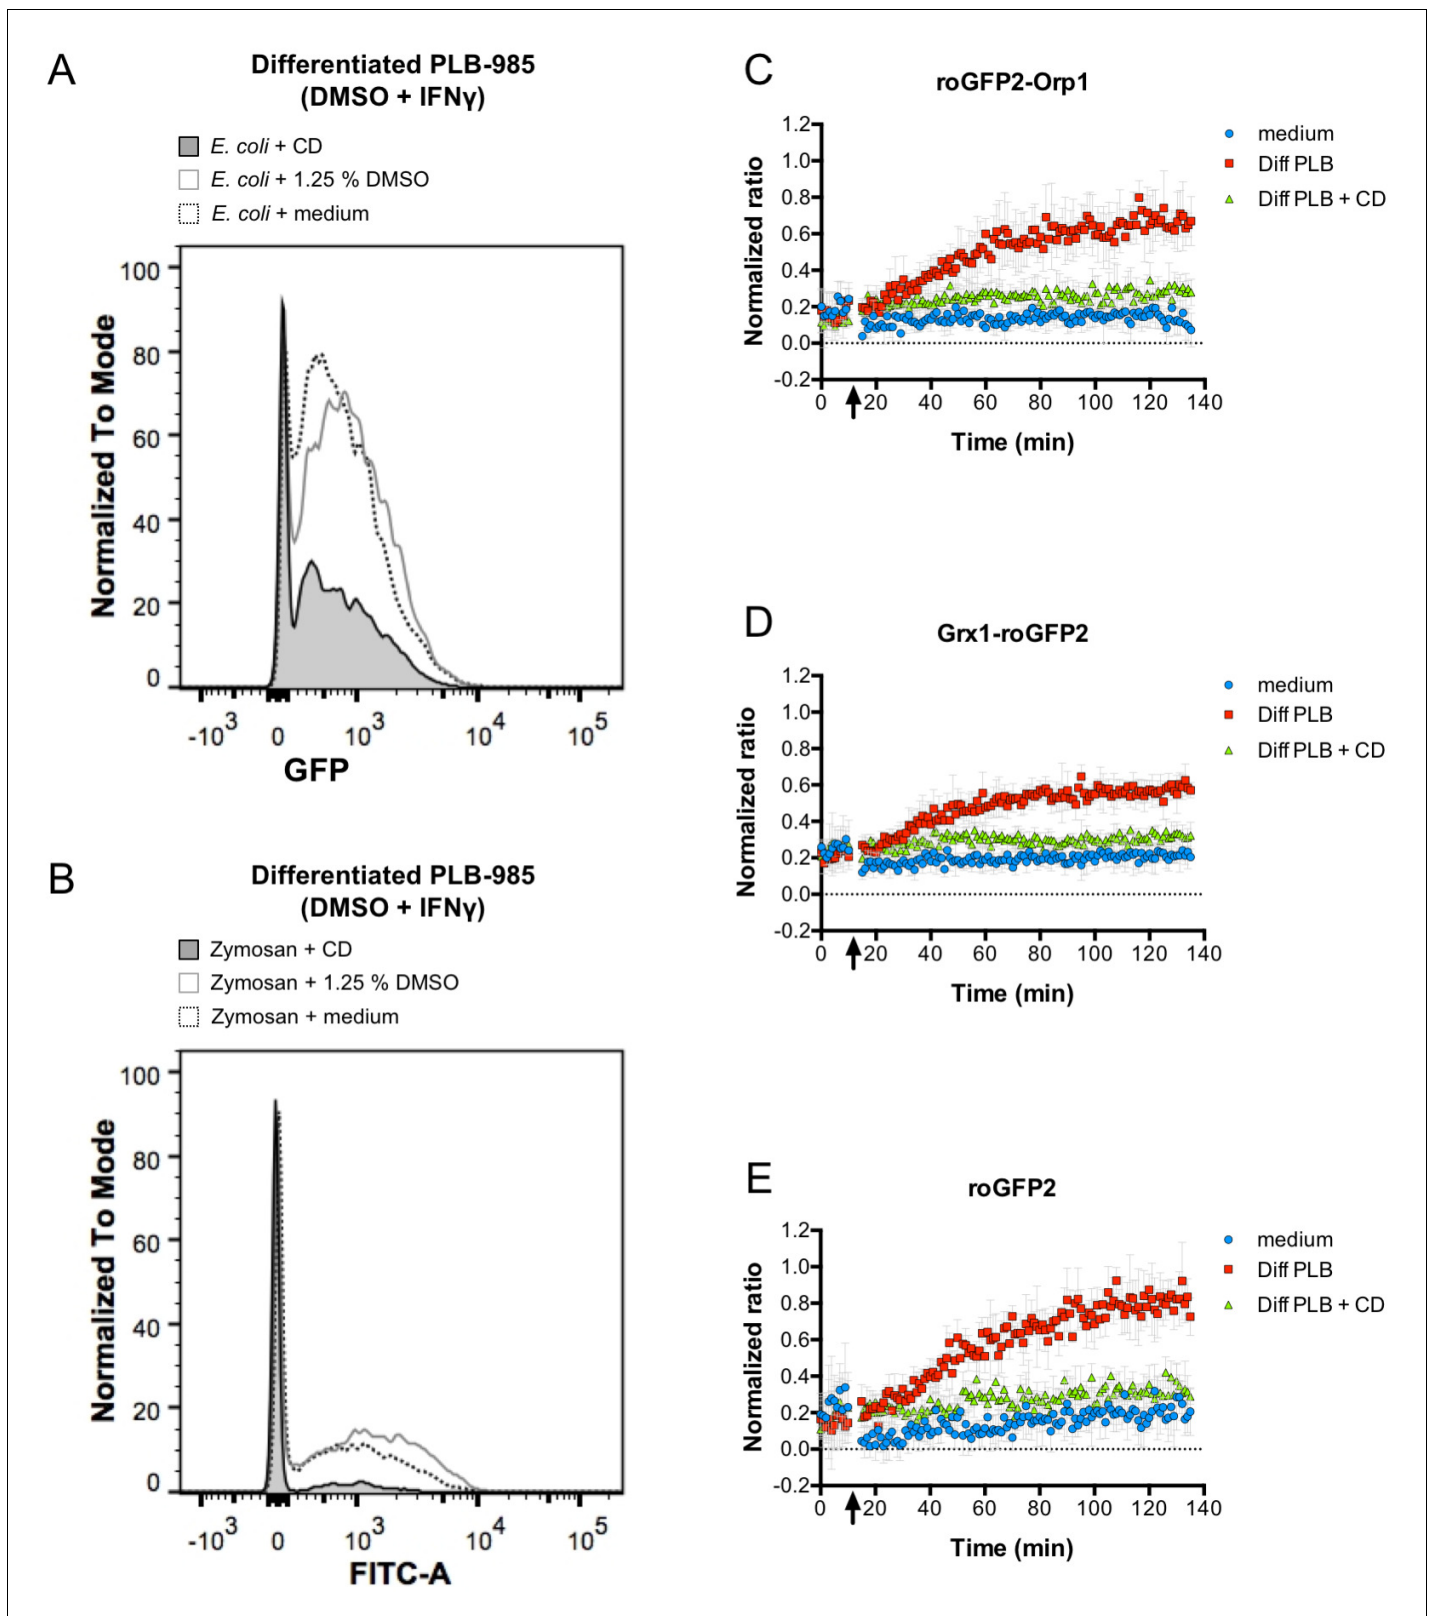 A
Differentiated PLB-985
(DMSO + IFNγ)
E. coli + CD
E. coli + 1.25 % DMSO
E. coli + medium
Normalized To Mode
100
80
60
40
20
0
-10³ 0 10³ 10⁴ 10⁵
GFP
B
Differentiated PLB-985
(DMSO + IFNγ)
Zymosan + CD
Zymosan + 1.25 % DMSO
Zymosan + medium
Normalized To Mode
100
80
60
40
20
0
-10³ 0 10³ 10⁴ 10⁵
FITC-A
C
roGFP2-Orp1
medium
Diff PLB
Diff PLB + CD
Normalized ratio
1.2
1.0
0.8
0.6
0.4
0.2
0.0
-0.2
0 20 40 60 80 100 120 140
Time (min)
D
Grx1-roGFP2
medium
Diff PLB
Diff PLB + CD
Normalized ratio
1.2
1.0
0.8
0.6
0.4
0.2
0.0
-0.2
0 20 40 60 80 100 120 140
Time (min)
E
roGFP2
medium
Diff PLB
Diff PLB + CD
Normalized ratio
1.2
1.0
0.8
0.6
0.4
0.2
0.0
-0.2
0 20 40 60 80 100 120 140
Time (min)